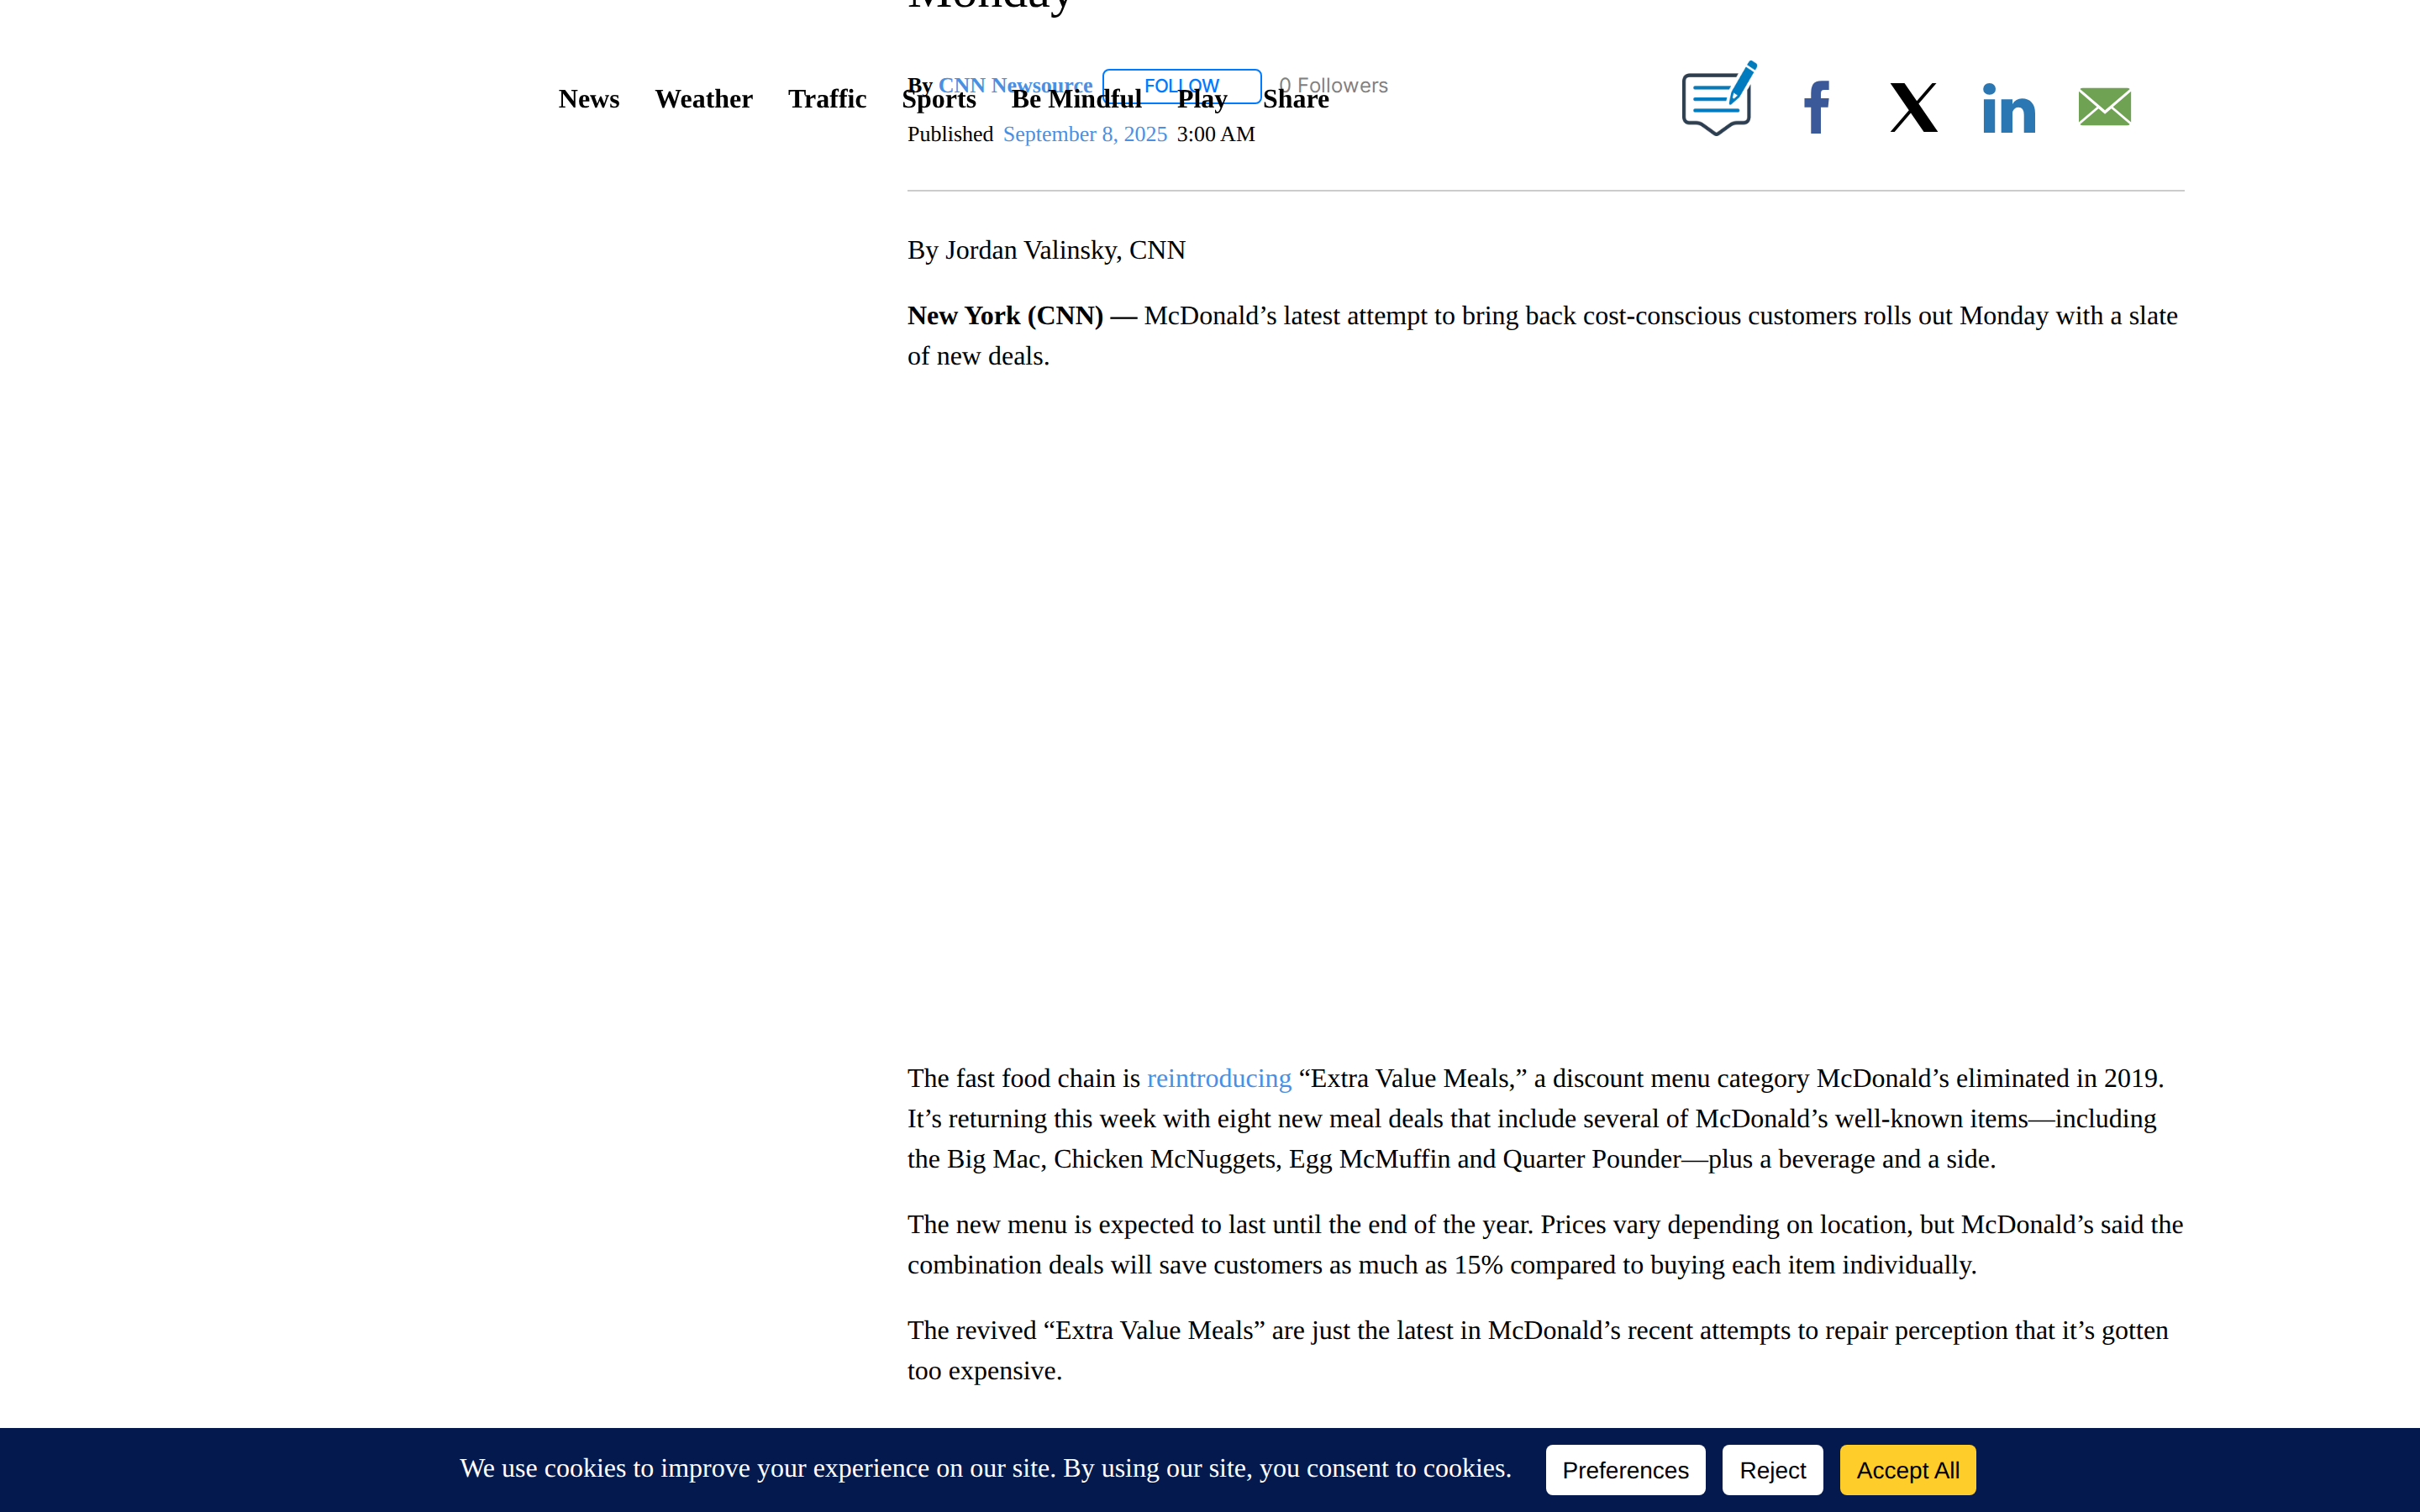 Monday
By CNN Newsource FOLLOW 0 Followers
News Weather Traffic Sports Be Mindful Play Share
Published September 8, 2025 3:00 AM
By Jordan Valinsky, CNN
New York (CNN) — McDonald’s latest attempt to bring back cost-conscious customers rolls out Monday with a slate
of new deals.
The fast food chain is reintroducing “Extra Value Meals,” a discount menu category McDonald’s eliminated in 2019.
It’s returning this week with eight new meal deals that include several of McDonald’s well-known items—including
the Big Mac, Chicken McNuggets, Egg McMuffin and Quarter Pounder—plus a beverage and a side.
The new menu is expected to last until the end of the year. Prices vary depending on location, but McDonald’s said the
combination deals will save customers as much as 15% compared to buying each item individually.
The revived “Extra Value Meals” are just the latest in McDonald’s recent attempts to repair perception that it’s gotten
too expensive.
We use cookies to improve your experience on our site. By using our site, you consent to cookies. Preferences Reject Accept All